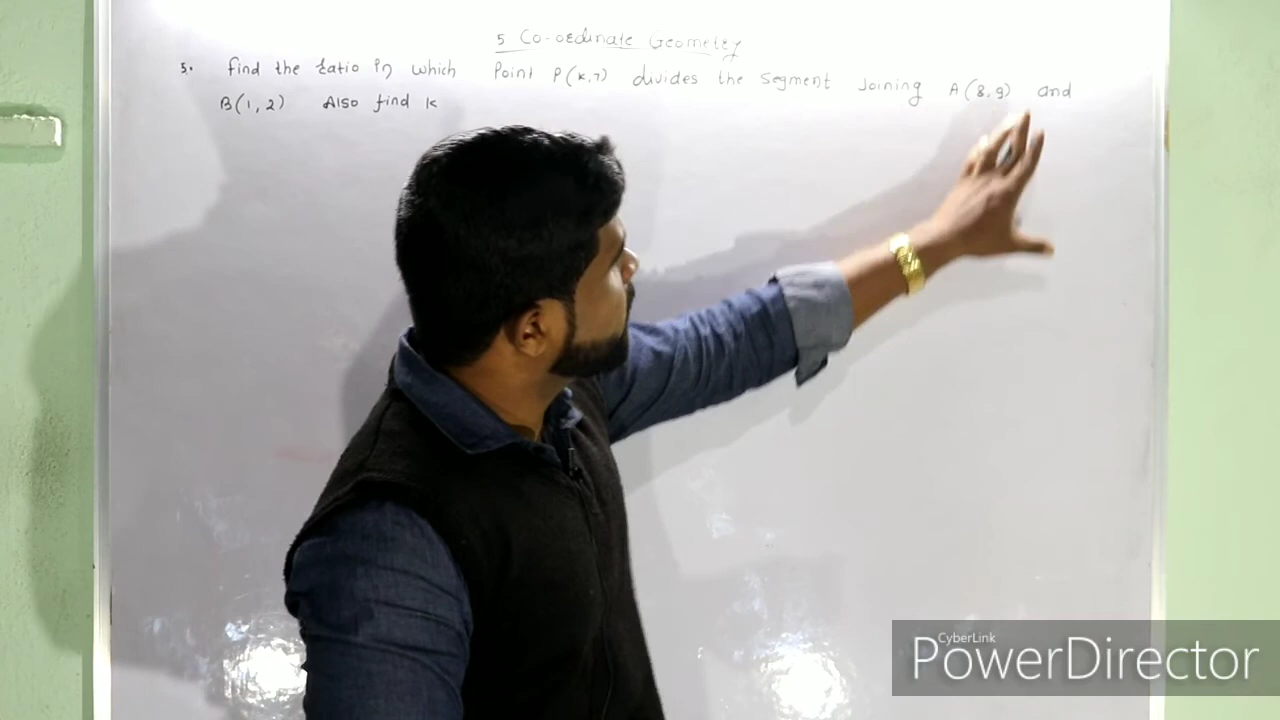 5 Co-ordinate Geometry
5. find the ratio in which Point P(k,7) divides the segment Joining A(8,9) and
B(1,2) Also find k
CyberLink
PowerDirector